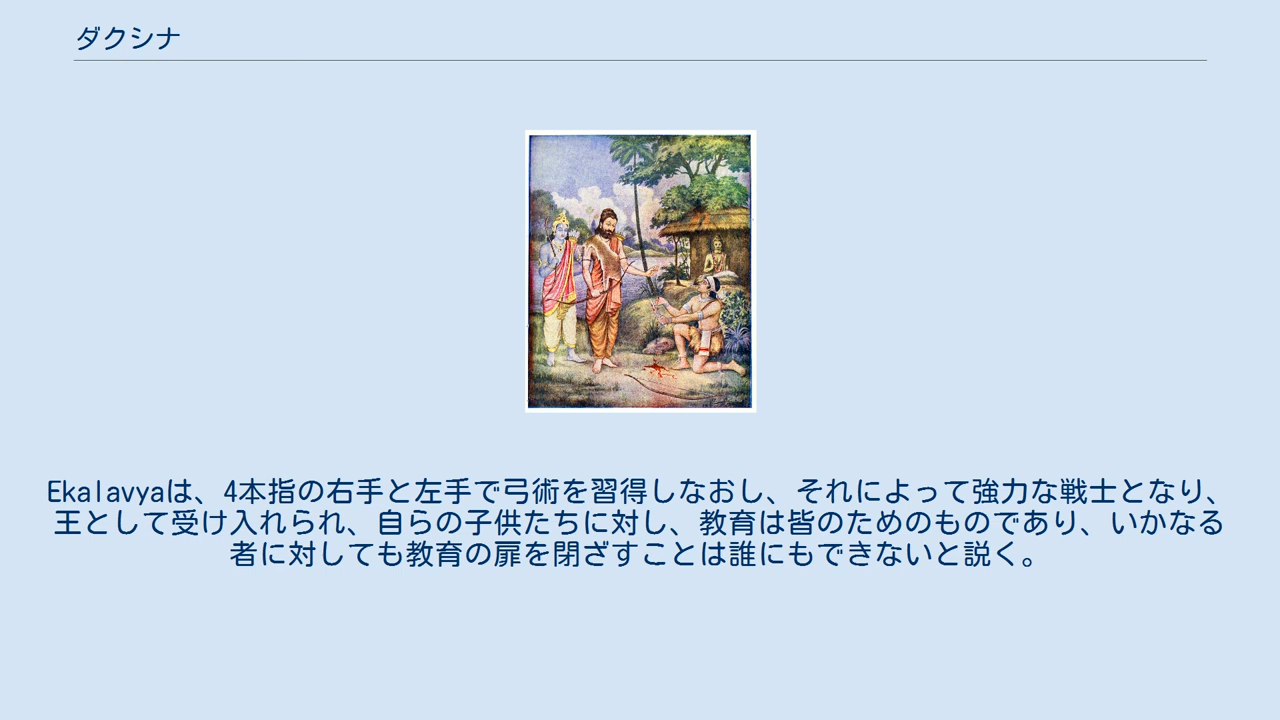 ダクシナ
Ekalavyaは、4本指の右手と左手で弓術を習得しなおし、それによって強力な戦士となり、
王として受け入れられ、自らの子供たちに対し、教育は皆のためのものであり、いかなる
者に対しても教育の扉を閉ざすことは誰にもできないと説く。